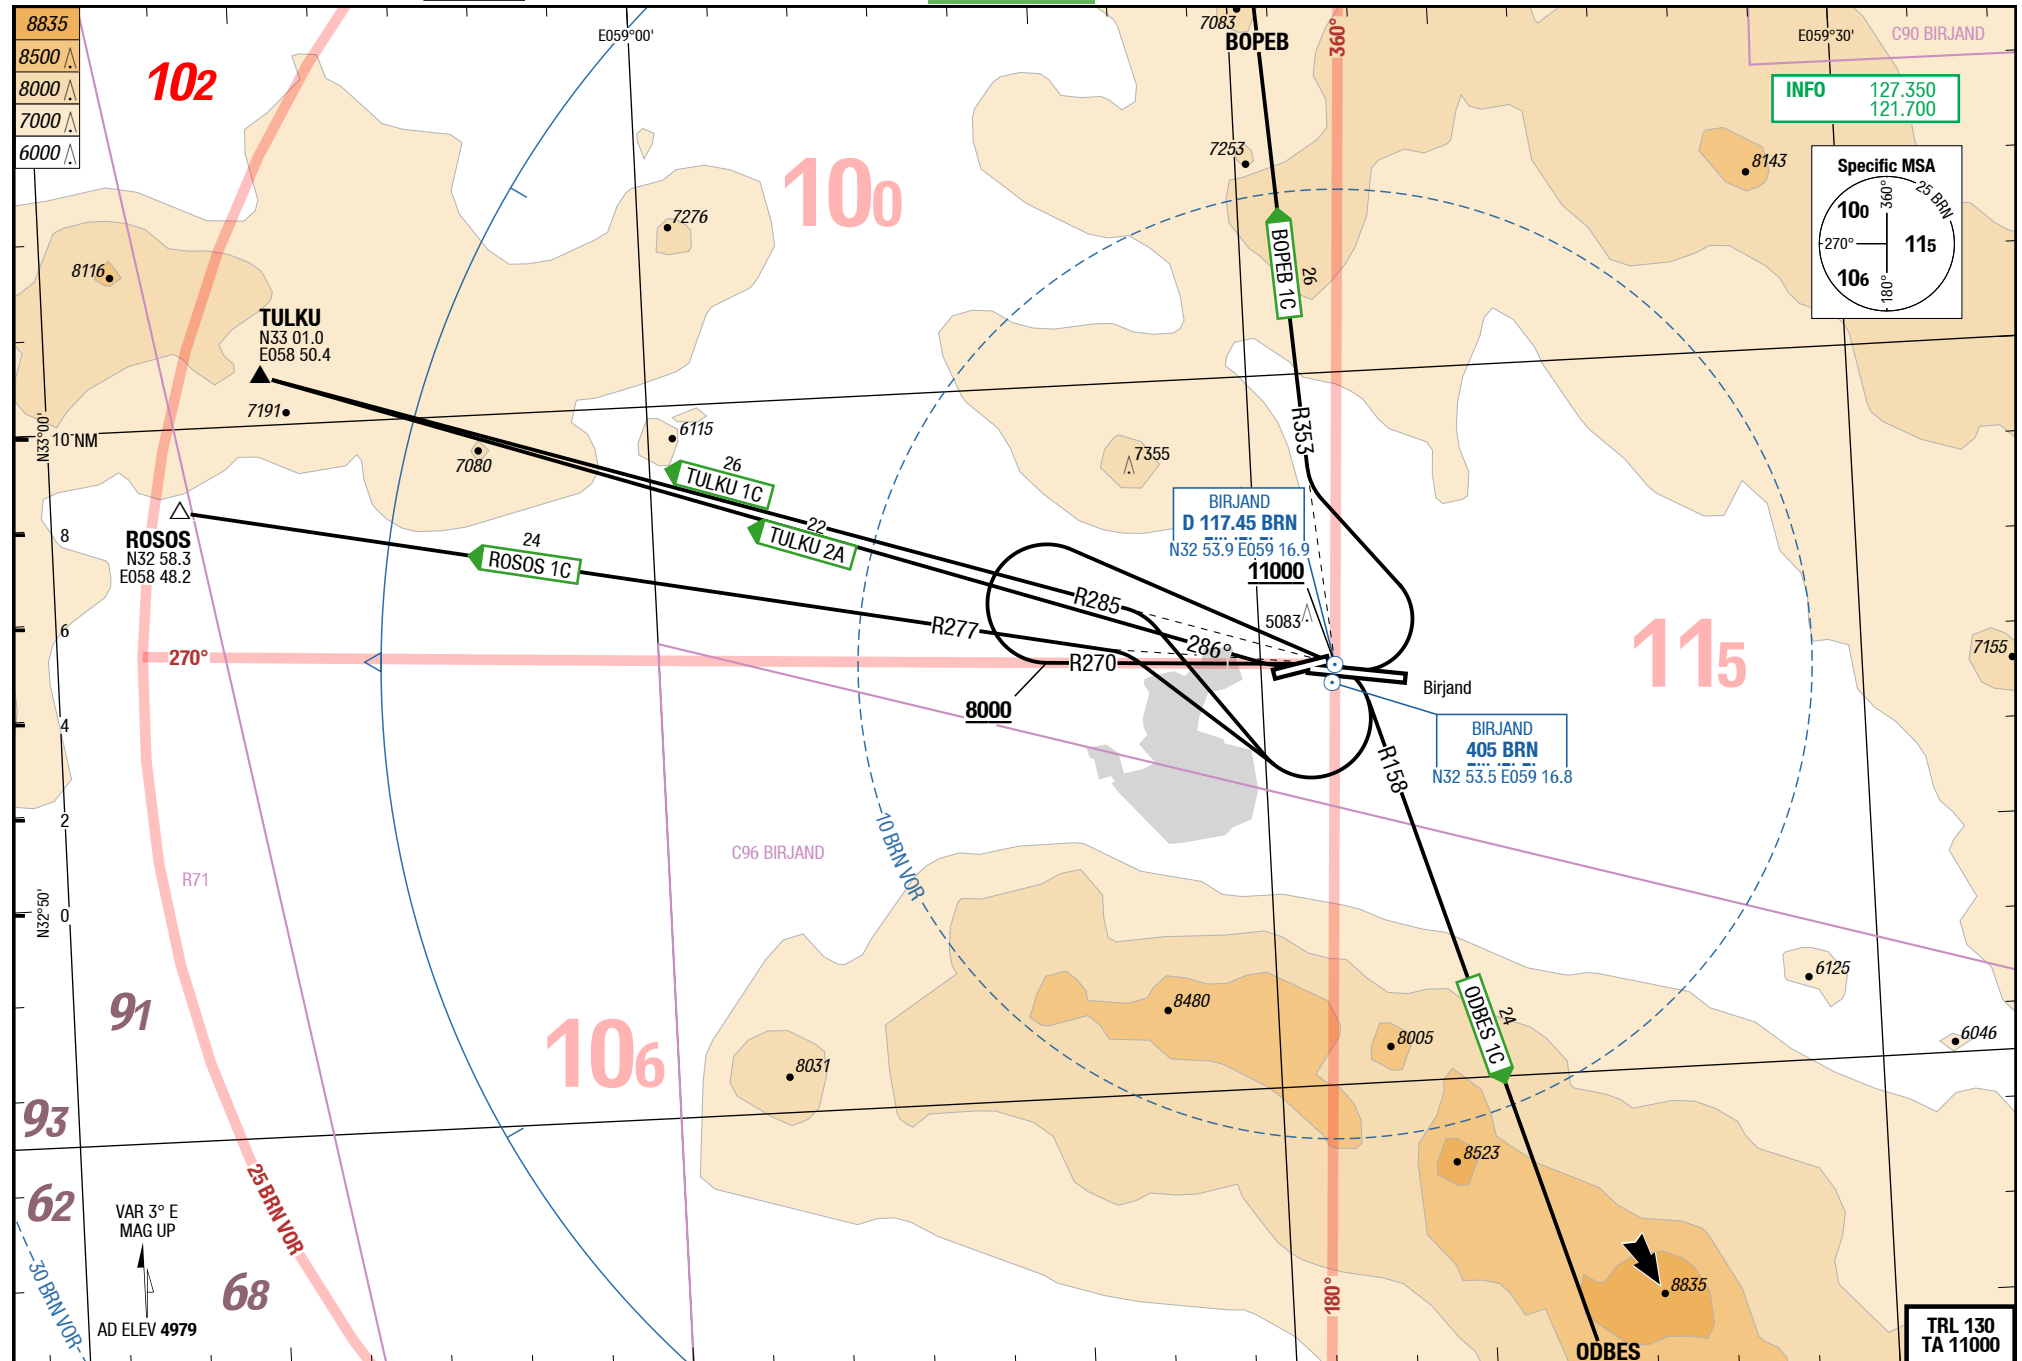 8835
8500
8000
7000
6000
102
E059°00'
7083
BOPEB
360°
E059°30'
C90 BIRJAND
INFO 127.350
121.700
7253
8143
Specific MSA
25 BRN
360°
100
270°
115
106
180°
100
7276
8116
BOPEB 1C
26
TULKU
N33 01.0
E058 50.4
7191
N33°00'
10 NM
6115
7080
R353
7355
26
TULKU 1C
22
TULKU 2A
BIRJAND
D 117.45 BRN
N32 53.9 E059 16.9
11000
ROSOS
N32 58.3
E058 48.2
8
24
ROSOS 1C
6
R285
R277
5083
286°
115
7155
270°
R270
Birjand
8000
4
BIRJAND
405 BRN
N32 53.5 E059 16.8
R158
2
10 BRN VOR
C96 BIRJAND
R71
N32°50'
0
6125
91
8480
24
ODBES 1C
106
8005
6046
8031
93
8523
62
25 BRN VOR
VAR 3° E
MAG UP
68
30 BRN VOR
8835
180°
AD ELEV 4979
ODBES
TRL 130
TA 11000